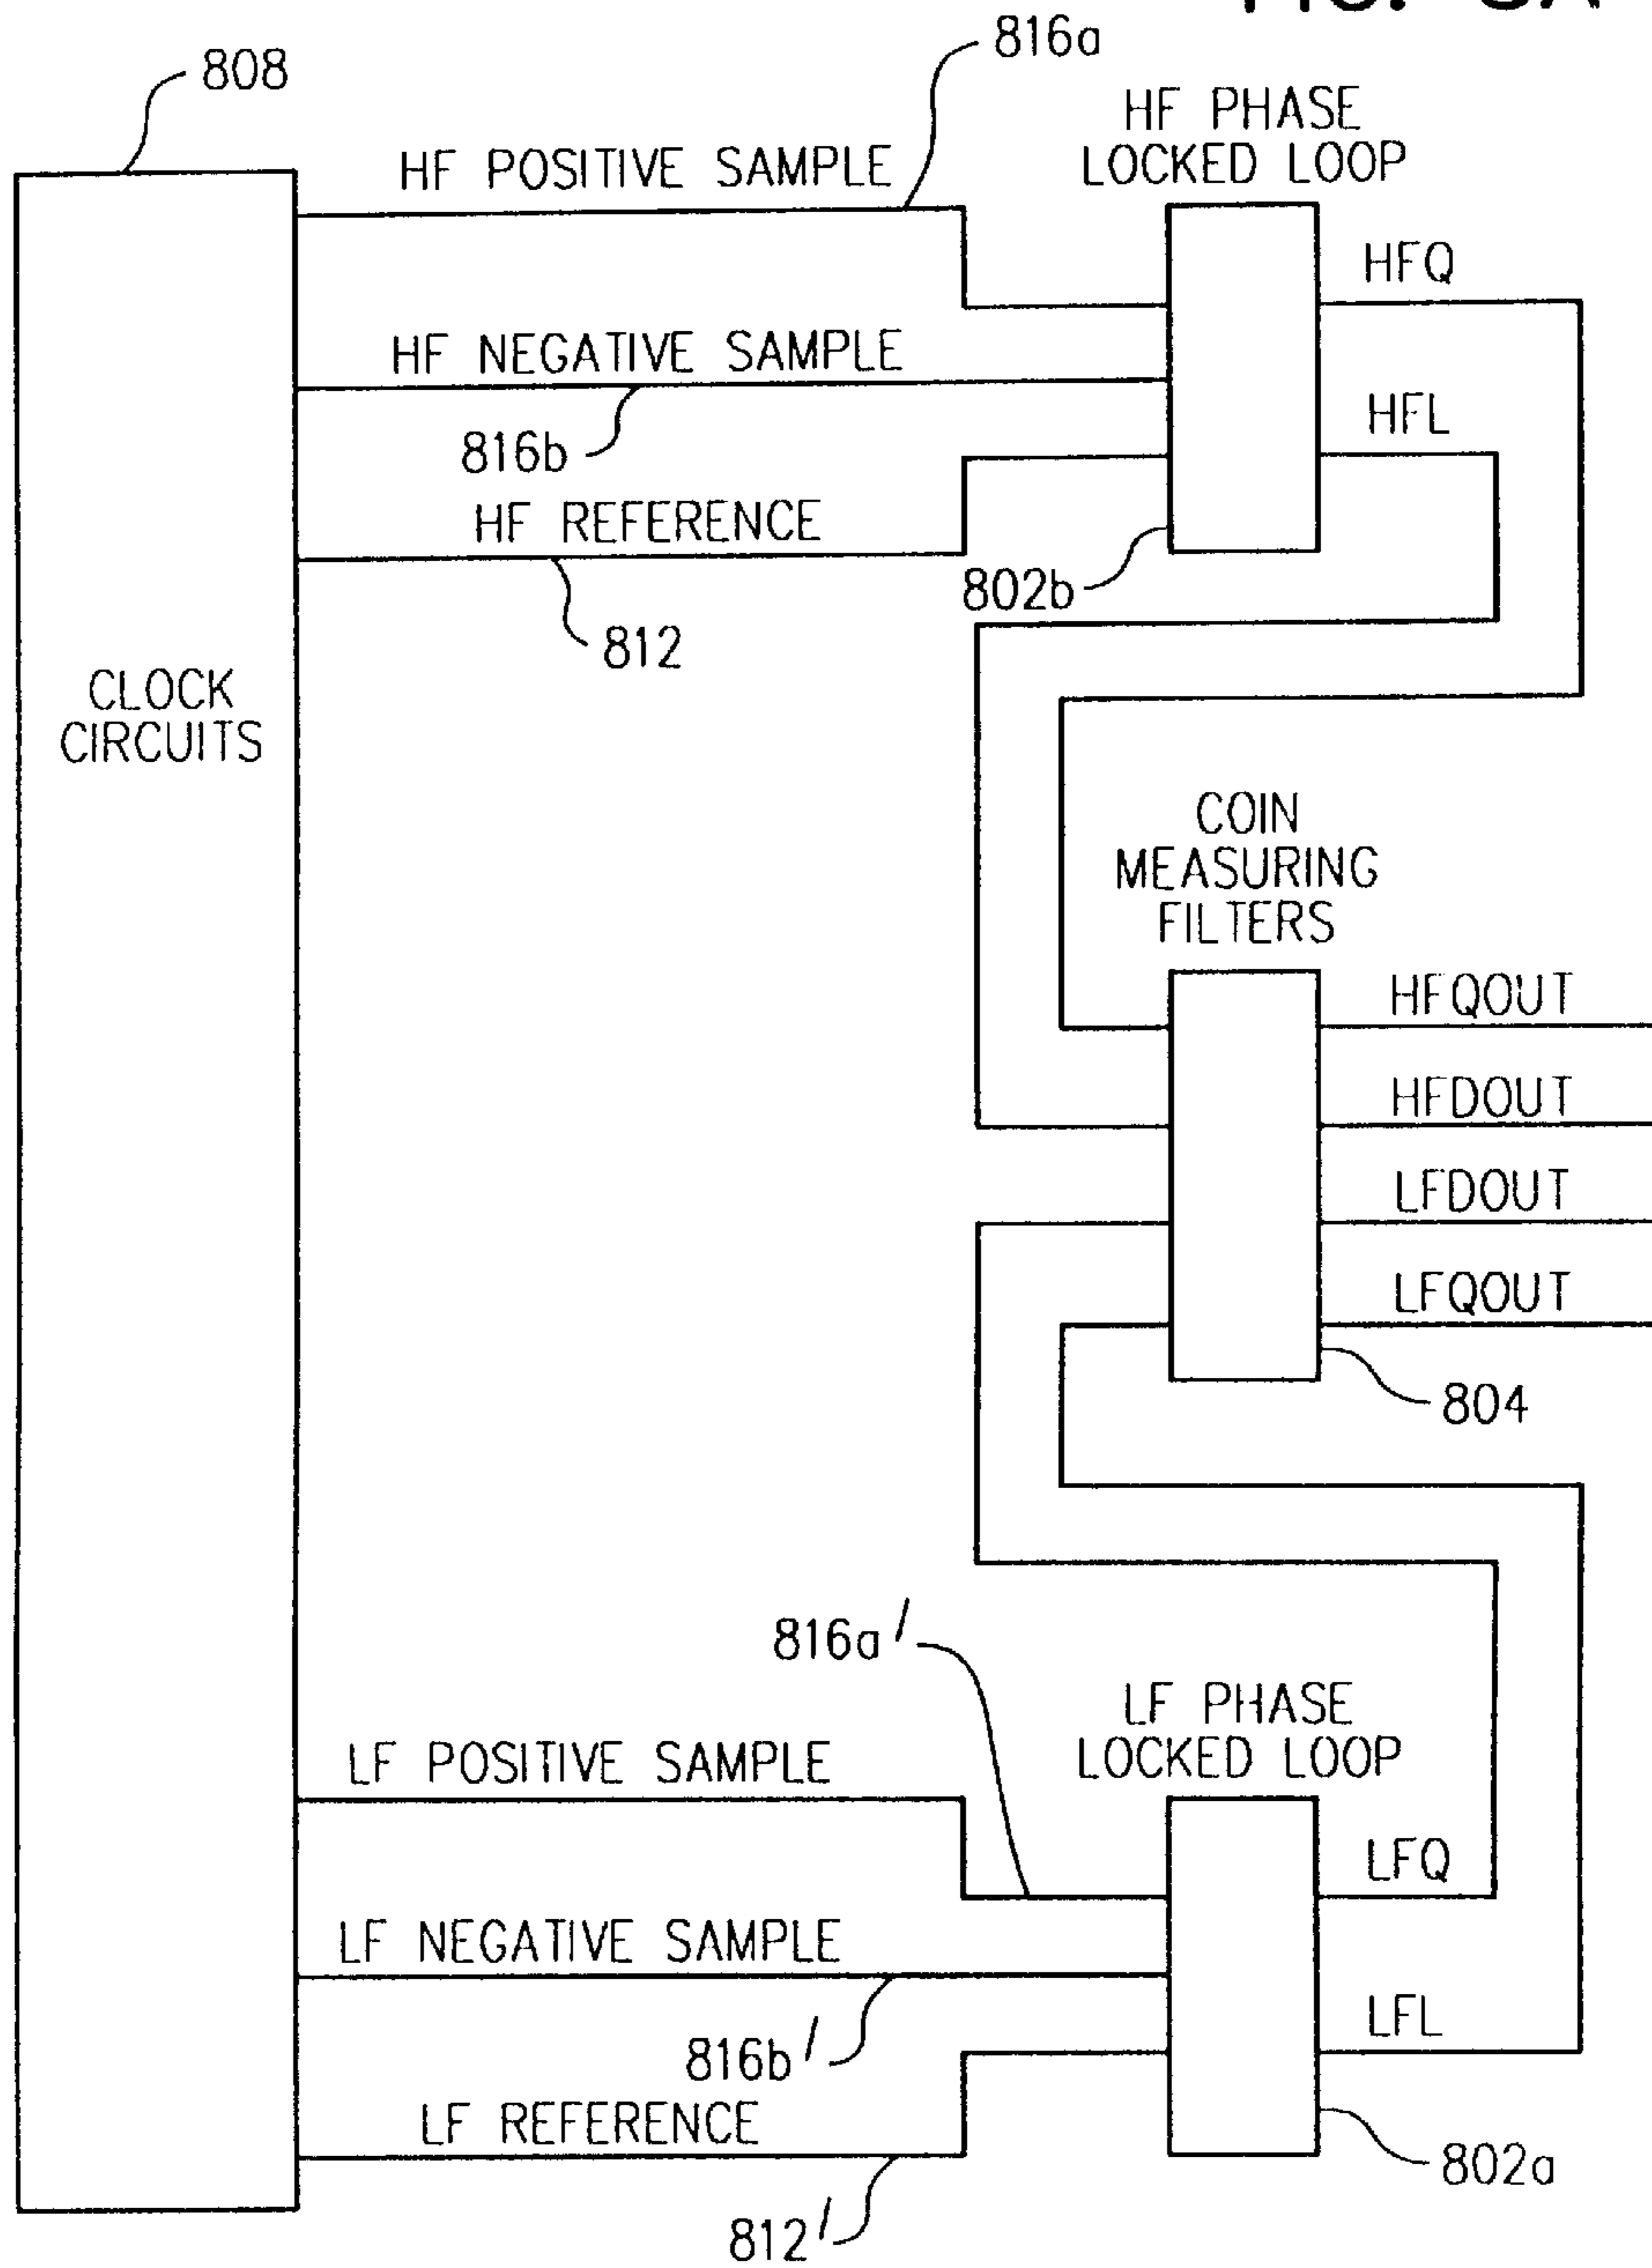 816a
808
HF PHASE
LOCKED LOOP
HF POSITIVE SAMPLE
HFQ
HF NEGATIVE SAMPLE
HFL
816b
HF REFERENCE
802b
812
CLOCK
CIRCUITS
COIN
MEASURING
FILTERS
HFQOUT
HFDOUT
LFDOUT
LFQOUT
804
816a'
LF PHASE
LOCKED LOOP
LF POSITIVE SAMPLE
LFQ
LF NEGATIVE SAMPLE
LFL
816b'
LF REFERENCE
802a
812'